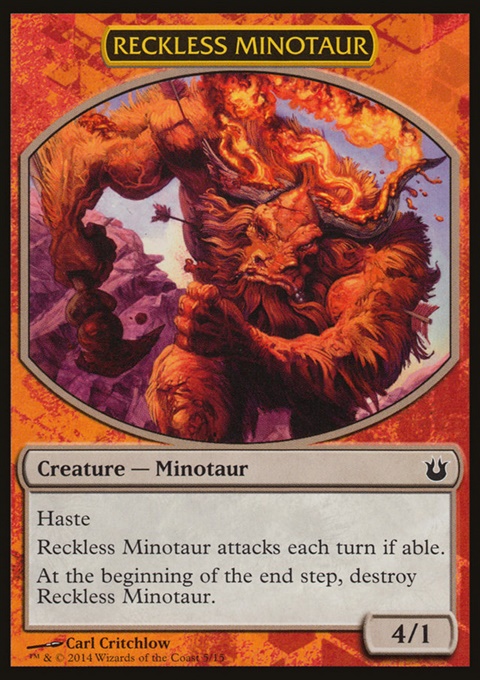 RECKLESS MINOTAUR
Creature — Minotaur
Haste
Reckless Minotaur attacks each turn if able.
At the beginning of the end step, destroy
Reckless Minotaur.
4/1
Carl Critchlow
™ & © 2014 Wizards of the Coast 5/15